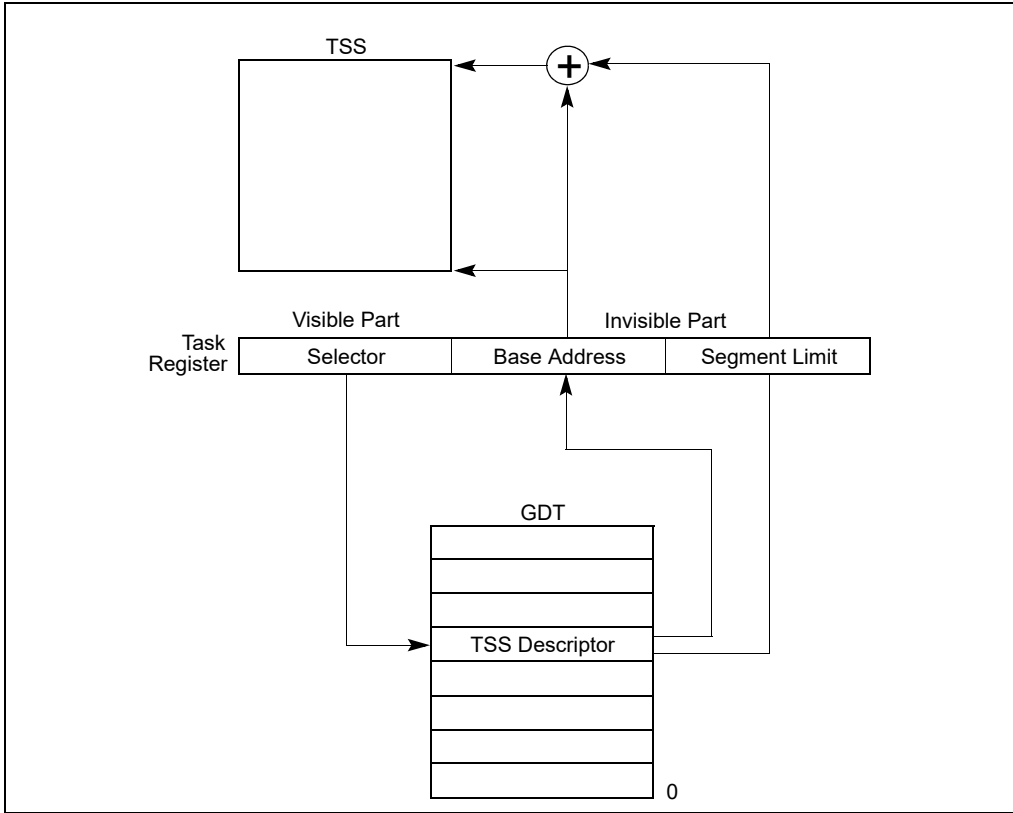 TSS
+
Visible Part
Invisible Part
Task
Register
Selector
Base Address
Segment Limit
GDT
TSS Descriptor
0